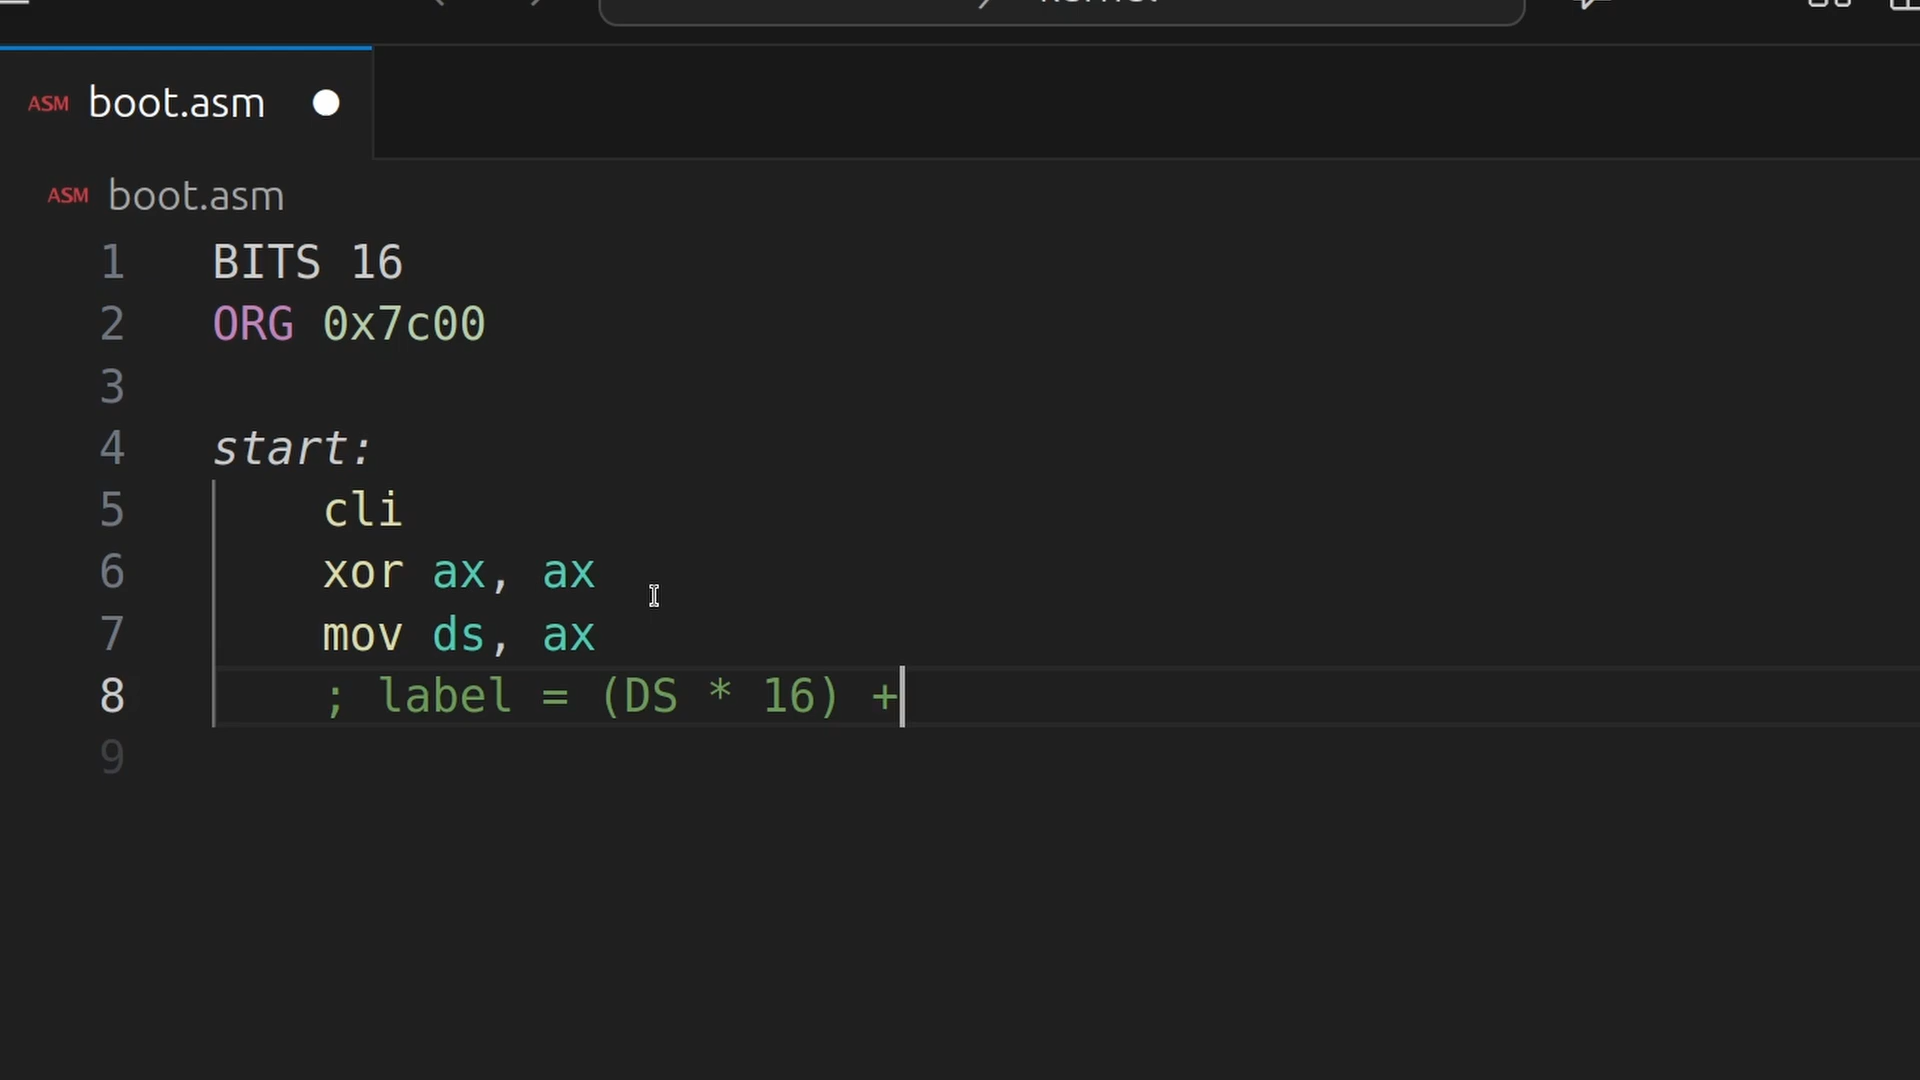 ASM boot.asm
ASM boot.asm
1 BITS 16
2 ORG 0x7c00
3
4 start:
5 cli
6 xor ax, ax
7 mov ds, ax
8 ; label = (DS * 16) +
9